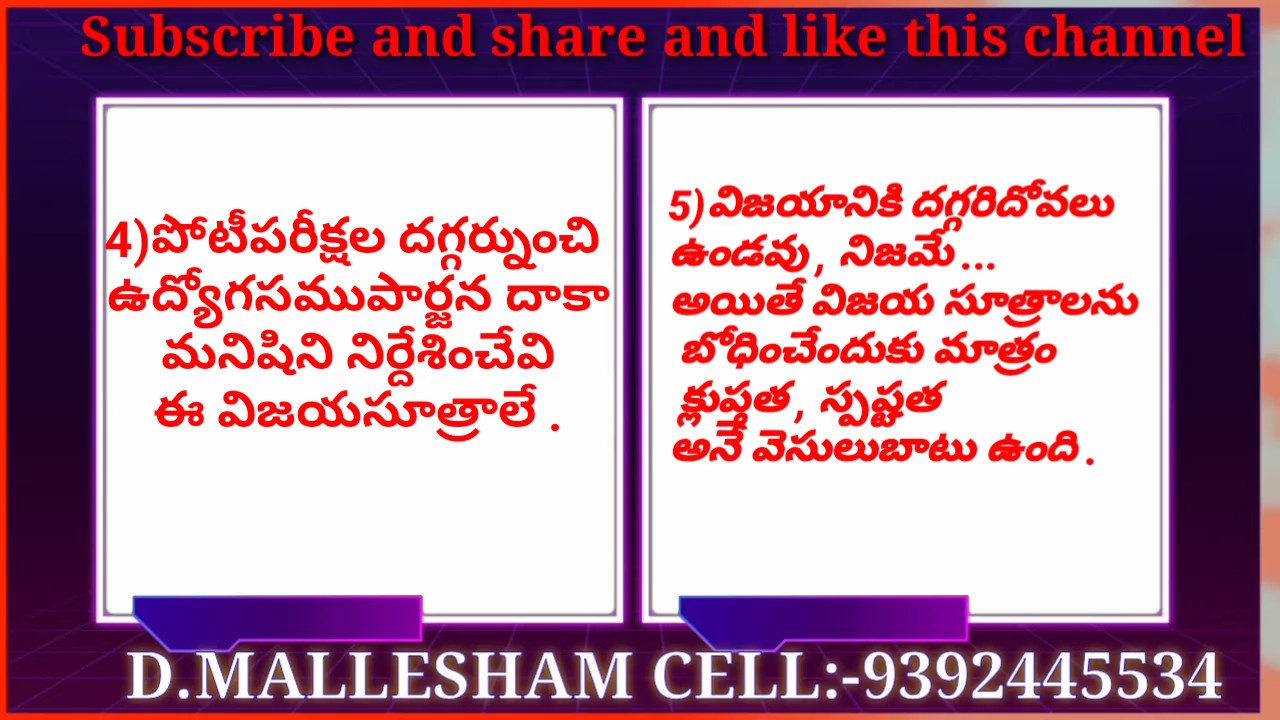 Subscribe and share and like this channel
4)పోటీపరీక్షల దగ్గర్నుంచి
ఉద్యోగసముపార్జన దాకా
మనిషిని నిర్దేశించేవి
ఈ విజయసూత్రాలే .
5)విజయానికి దగ్గరిదోవలు
ఉండవు , నిజమే ...
అయితే విజయ సూత్రాలను
బోధించేందుకు మాత్రం
క్లుప్తత , స్పష్టత
అనే వెసులుబాటు ఉంది .
D.MALLESHAM CELL:-9392445534